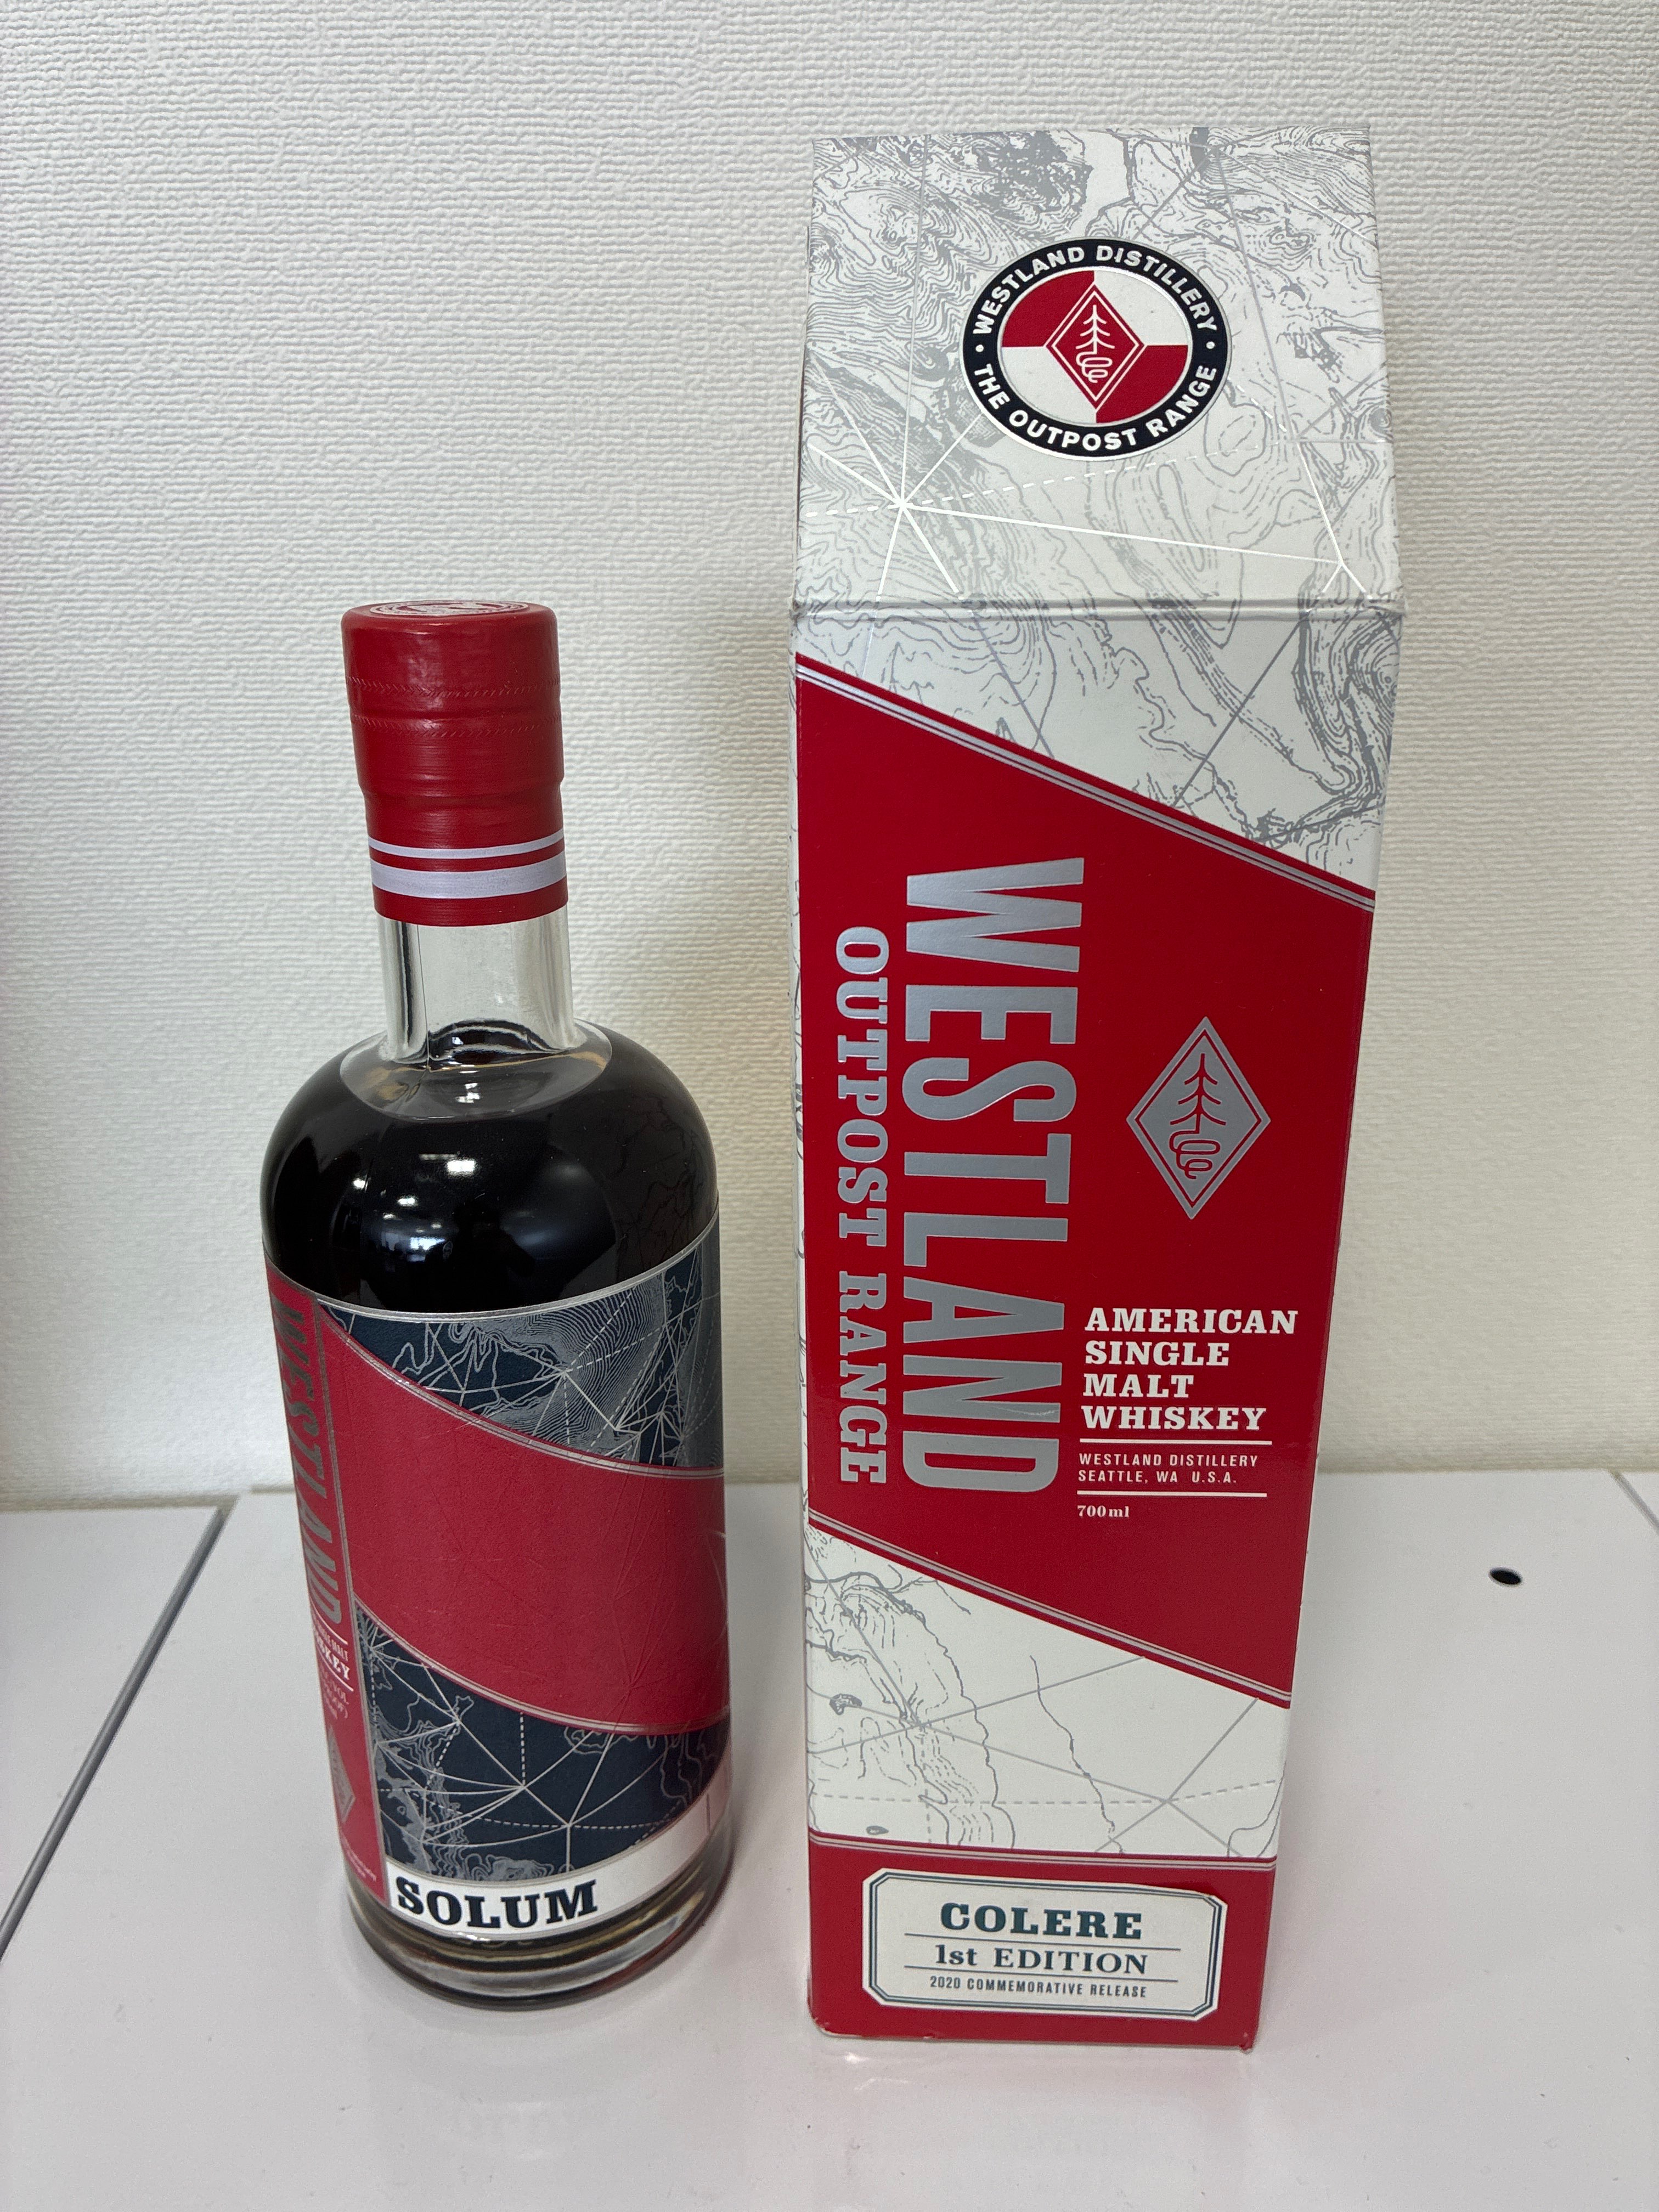 WESTLAND
SOLUM
WESTLAND DISTILLERY
THE OUTPOST RANGE
WESTLAND
OUTPOST RANGE
AMERICAN
SINGLE
MALT
WHISKEY
WESTLAND DISTILLERY
SEATTLE, WA U.S.A.
700ml
COLERE
1st EDITION
2020 COMMEMORATIVE RELEASE